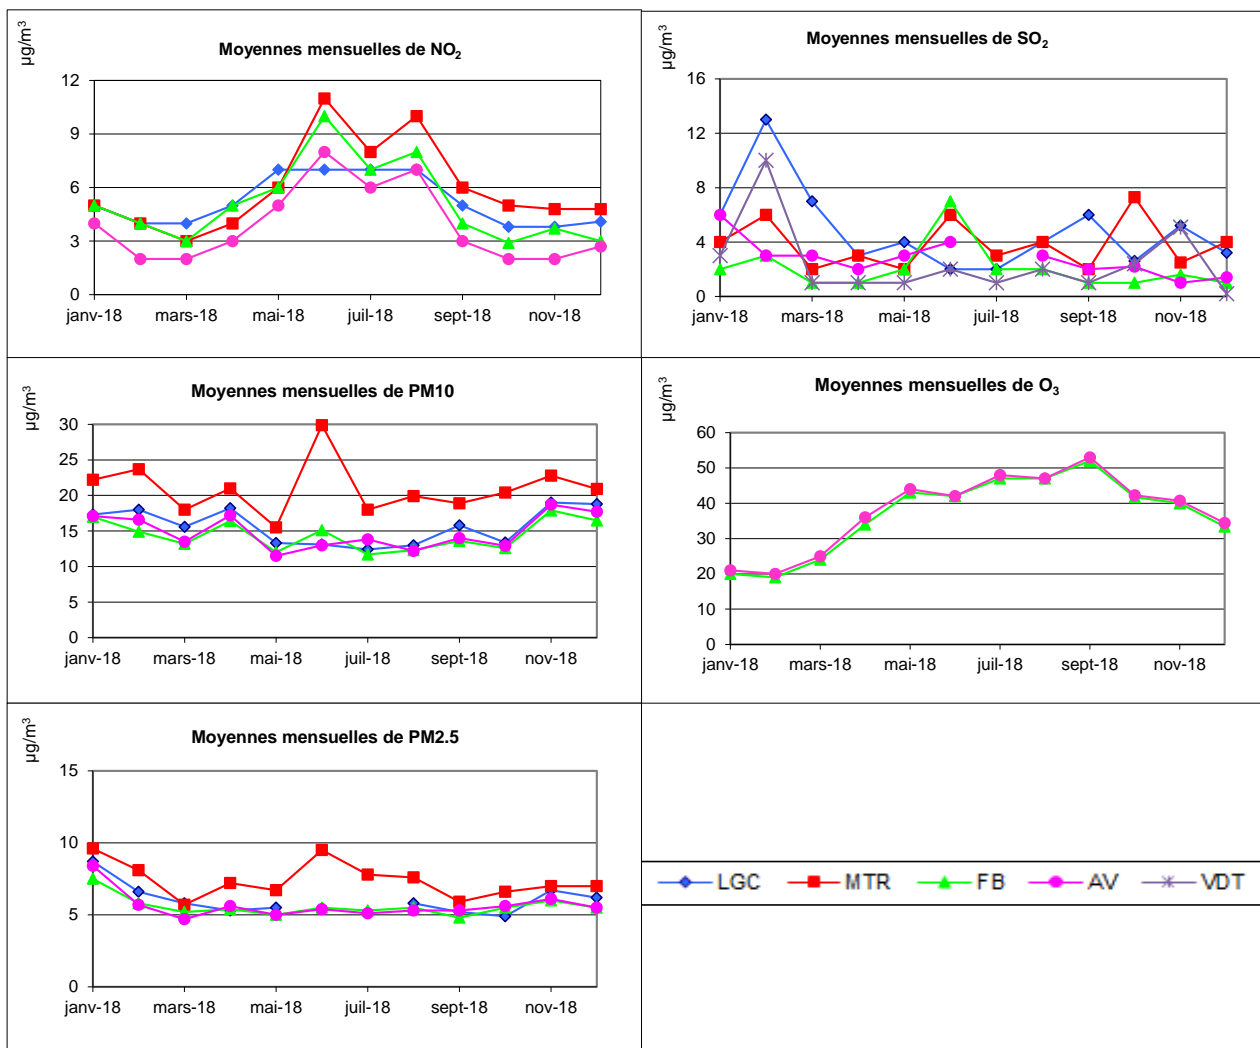 µg/m³
Moyennes mensuelles de NO₂
12
9
6
3
0
janv-18 mars-18 mai-18 juil-18 sept-18 nov-18
µg/m³
Moyennes mensuelles de SO₂
16
12
8
4
0
janv-18 mars-18 mai-18 juil-18 sept-18 nov-18
µg/m³
Moyennes mensuelles de PM10
30
25
20
15
10
5
0
janv-18 mars-18 mai-18 juil-18 sept-18 nov-18
µg/m³
Moyennes mensuelles de O₃
60
50
40
30
20
10
0
janv-18 mars-18 mai-18 juil-18 sept-18 nov-18
µg/m³
Moyennes mensuelles de PM2.5
15
10
5
0
janv-18 mars-18 mai-18 juil-18 sept-18 nov-18
LGC MTR FB AV VDT